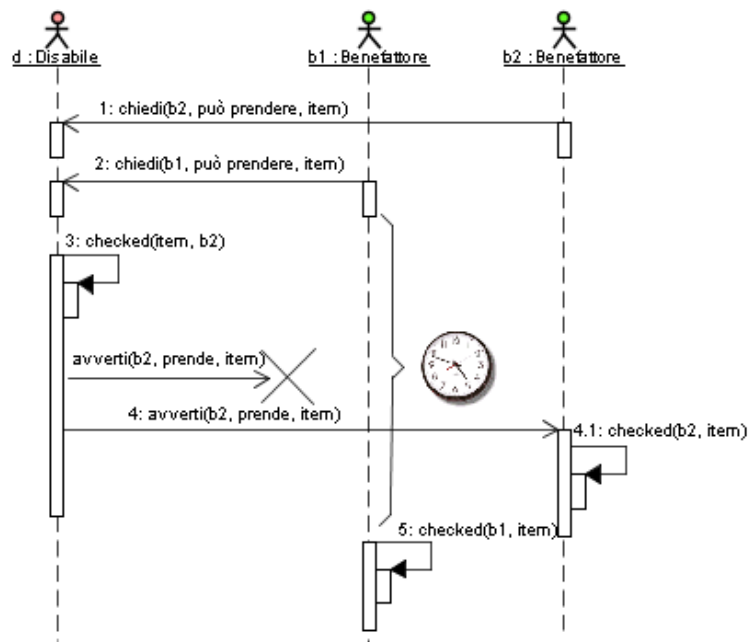 d : Disabile
b1 : Benefattore
b2 : Benefattore
1: chiedi(b2, può prendere, item)
2: chiedi(b1, può prendere, item)
3: checked(item, b2)
avverti(b2, prende, item)
4: avverti(b2, prende, item)
4.1: checked(b2, item)
5: checked(b1, item)